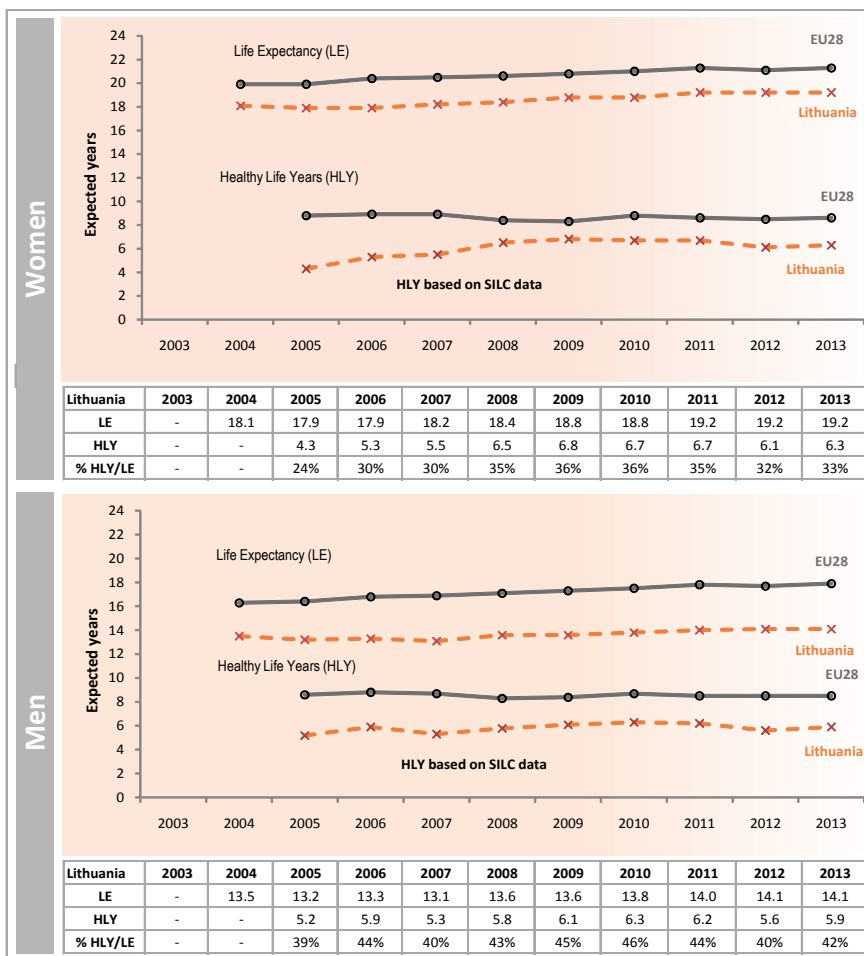 Women
24
22
20
18
16
14
12
10
8
6
4
2
0
Expected years
Life Expectancy (LE)
EU28
Lithuania
Healthy Life Years (HLY)
EU28
Lithuania
HLY based on SILC data
2003 2004 2005 2006 2007 2008 2009 2010 2011 2012 2013
Lithuania 2003 2004 2005 2006 2007 2008 2009 2010 2011 2012 2013
LE - 18.1 17.9 17.9 18.2 18.4 18.8 18.8 19.2 19.2 19.2
HLY - - 4.3 5.3 5.5 6.5 6.8 6.7 6.7 6.1 6.3
% HLY/LE - - 24% 30% 30% 35% 36% 36% 35% 32% 33%
Men
24
22
20
18
16
14
12
10
8
6
4
2
0
Expected years
Life Expectancy (LE)
EU28
Lithuania
Healthy Life Years (HLY)
EU28
Lithuania
HLY based on SILC data
2003 2004 2005 2006 2007 2008 2009 2010 2011 2012 2013
Lithuania 2003 2004 2005 2006 2007 2008 2009 2010 2011 2012 2013
LE - 13.5 13.2 13.3 13.1 13.6 13.6 13.8 14.0 14.1 14.1
HLY - - 5.2 5.9 5.3 5.8 6.1 6.3 6.2 5.6 5.9
% HLY/LE - - 39% 44% 40% 43% 45% 46% 44% 40% 42%